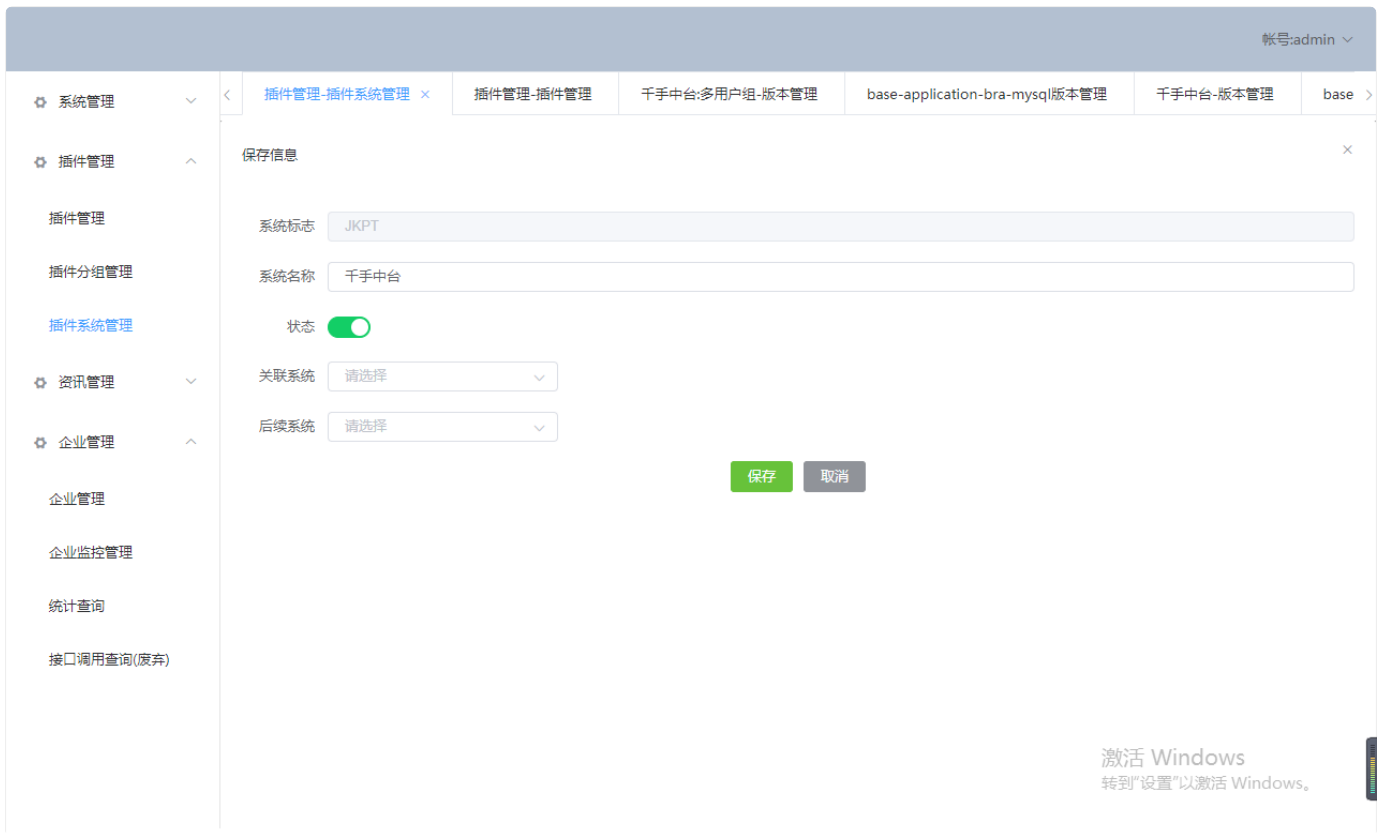 帐号:admin
系统管理
插件管理
插件管理
插件分组管理
插件系统管理
资讯管理
企业管理
企业管理
企业监控管理
统计查询
接口调用查询(废弃)
插件管理-插件系统管理 插件管理-插件管理 千手中台:多用户组-版本管理 base-application-bra-mysql版本管理 千手中台-版本管理 base
保存信息
系统标志 JKPT
系统名称 千手中台
状态
关联系统 请选择
后续系统 请选择
保存 取消
激活 Windows
转到"设置"以激活 Windows。